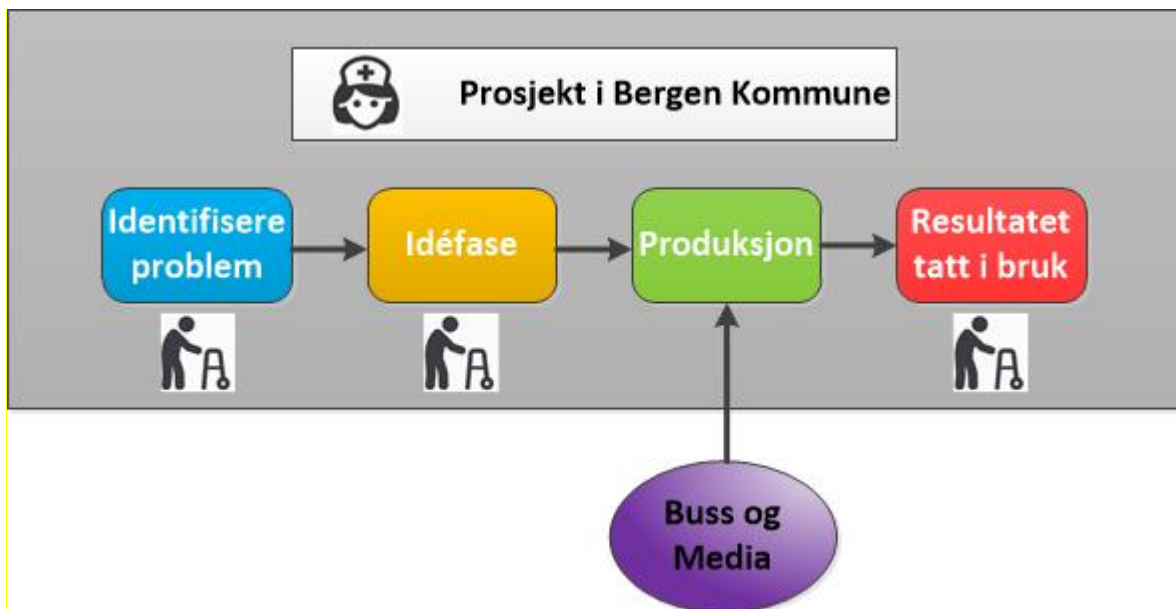 Prosjekt i Bergen Kommune
Identifisere
problem
Idéfase
Produksjon
Resultatet
tatt i bruk
Buss og
Media